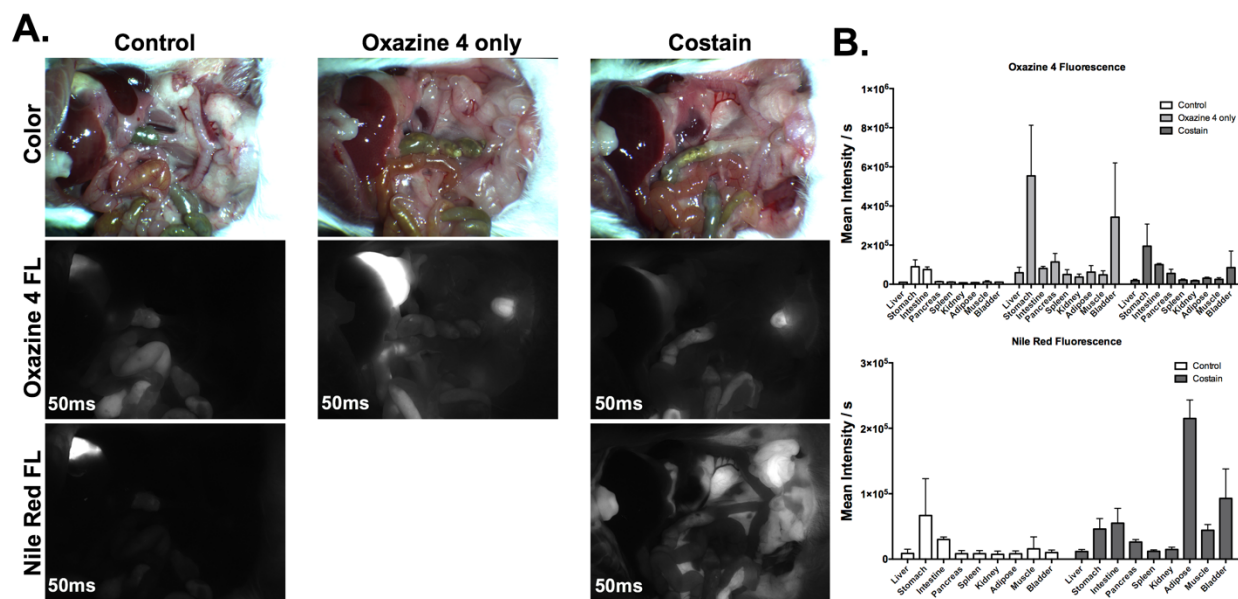 A.
Control
Oxazine 4 only
Costain
Color
Oxazine 4 FL
50ms
50ms
50ms
Nile Red FL
50ms
50ms
B.
Oxazine 4 Fluorescence
Mean Intensity / s
1×10⁶
8×10⁵
6×10⁵
4×10⁵
2×10⁵
0
Control
Oxazine 4 only
Costain
Liver
Stomach
Intestine
Pancreas
Spleen
Kidney
Adipose
Muscle
Bladder
Liver
Stomach
Intestine
Pancreas
Spleen
Kidney
Adipose
Muscle
Bladder
Liver
Stomach
Intestine
Pancreas
Spleen
Kidney
Adipose
Muscle
Bladder
Nile Red Fluorescence
Mean Intensity / s
3×10⁵
2×10⁵
1×10⁵
0
Control
Costain
Liver
Stomach
Intestine
Pancreas
Spleen
Kidney
Adipose
Muscle
Bladder
Liver
Stomach
Intestine
Pancreas
Spleen
Kidney
Adipose
Muscle
Bladder